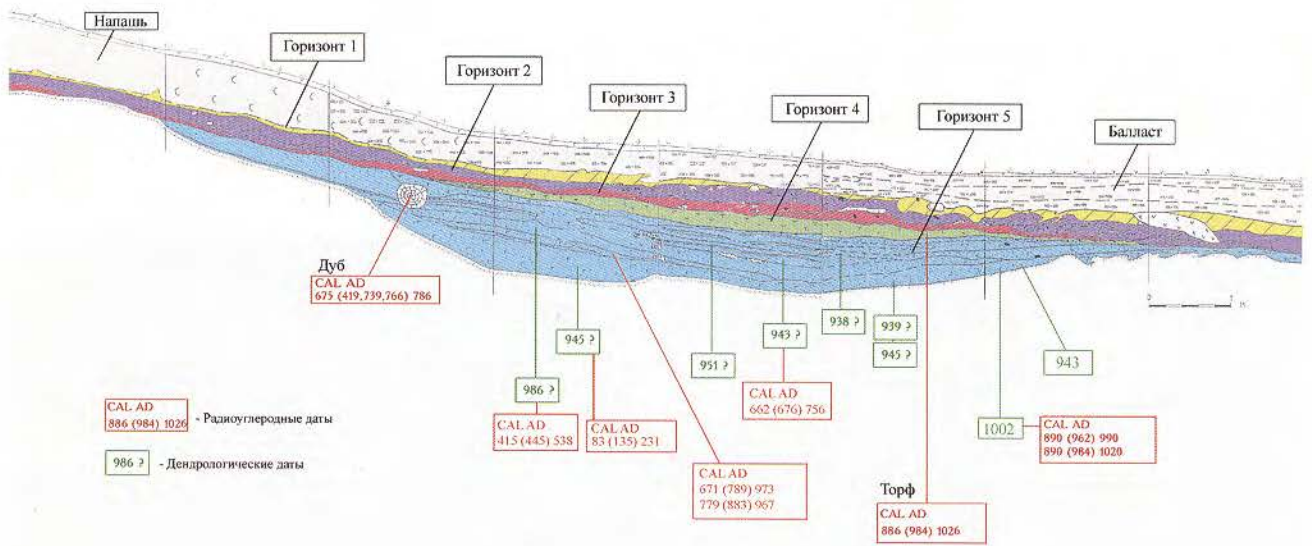 Напашь
Горизонт 1
Горизонт 2
Горизонт 3
Горизонт 4
Горизонт 5
Балласт
Дуб
CAL AD
675 (419,739,766) 786
986 ?
CAL AD
415 (445) 538
945 ?
CAL AD
83 (135) 231
CAL AD
671 (789) 973
779 (883) 967
951 ?
943 ?
CAL AD
662 (676) 756
938 ?
939 ?
945 ?
Торф
CAL AD
886 (984) 1026
1002
CAL AD
890 (962) 990
890 (984) 1020
943
CAL AD
886 (984) 1026
- Радиоуглеродные даты
986 ?
- Дендрологические даты